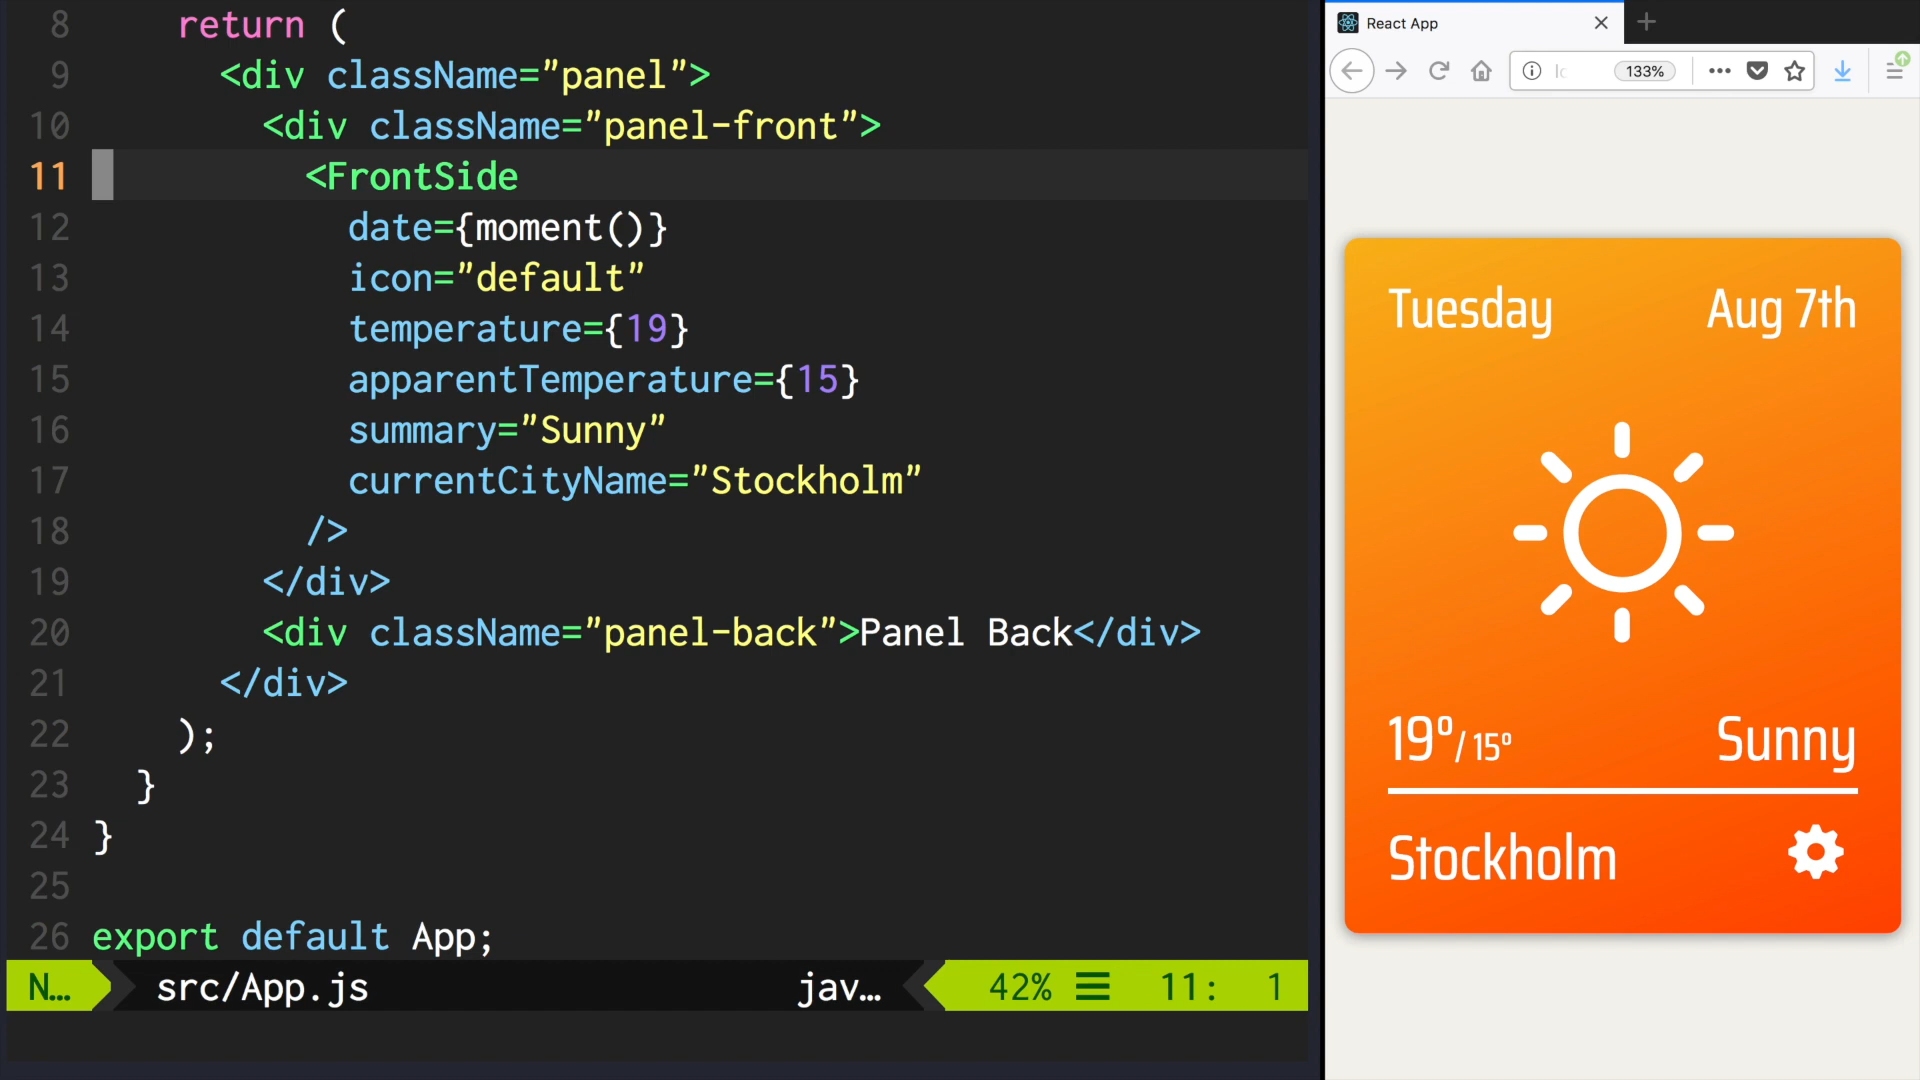 8 return (
9 <div className="panel">
10 <div className="panel-front">
11 <FrontSide
12 date={moment()}
13 icon="default"
14 temperature={19}
15 apparentTemperature={15}
16 summary="Sunny"
17 currentCityName="Stockholm"
18 />
19 </div>
20 <div className="panel-back">Panel Back</div>
21 </div>
22 );
23 }
24 }
25
26 export default App;
N… src/App.js jav… 42% 11: 1
React App
133%
Tuesday Aug 7th
19°/ 15° Sunny
Stockholm